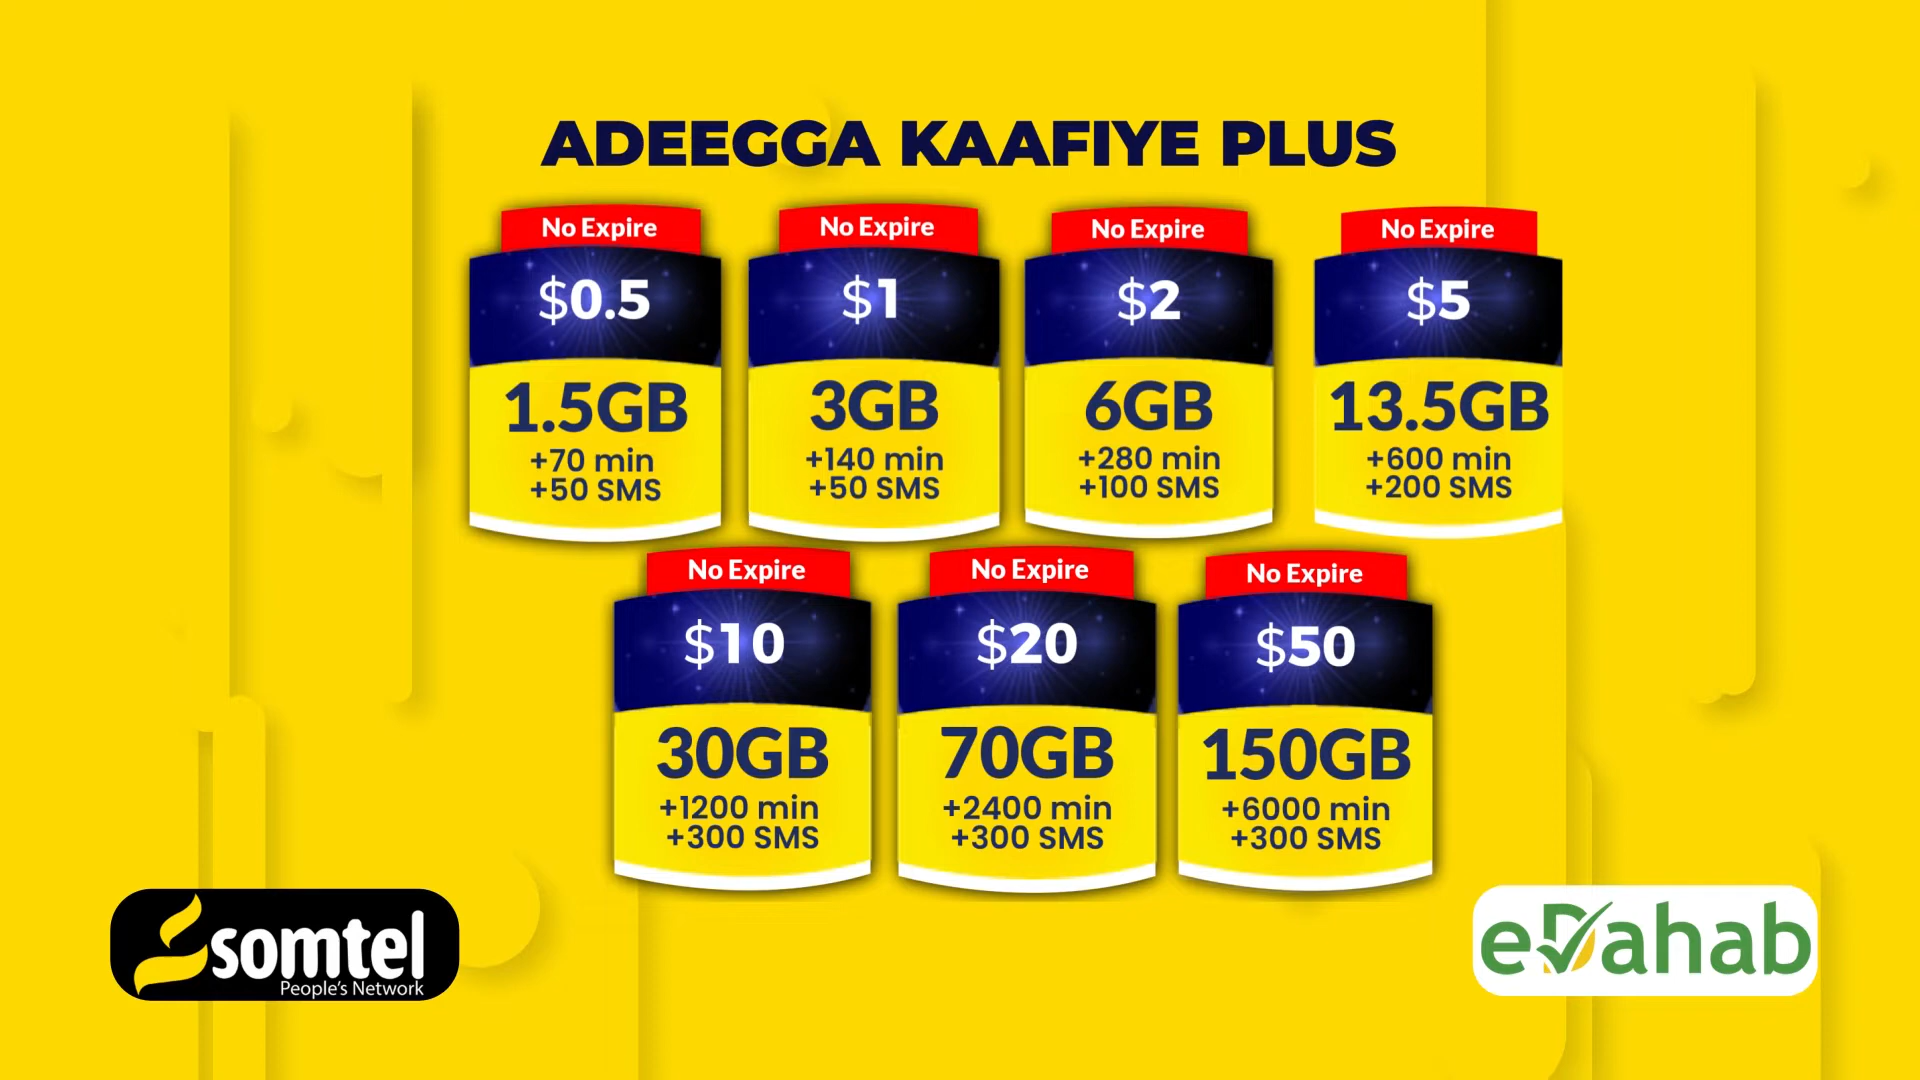 ADEEGGA KAAFIYE PLUS
No Expire
$0.5
1.5GB
+70 min
+50 SMS
No Expire
$1
3GB
+140 min
+50 SMS
No Expire
$2
6GB
+280 min
+100 SMS
No Expire
$5
13.5GB
+600 min
+200 SMS
No Expire
$10
30GB
+1200 min
+300 SMS
No Expire
$20
70GB
+2400 min
+300 SMS
No Expire
$50
150GB
+6000 min
+300 SMS
somtel
People's Network
eDahab